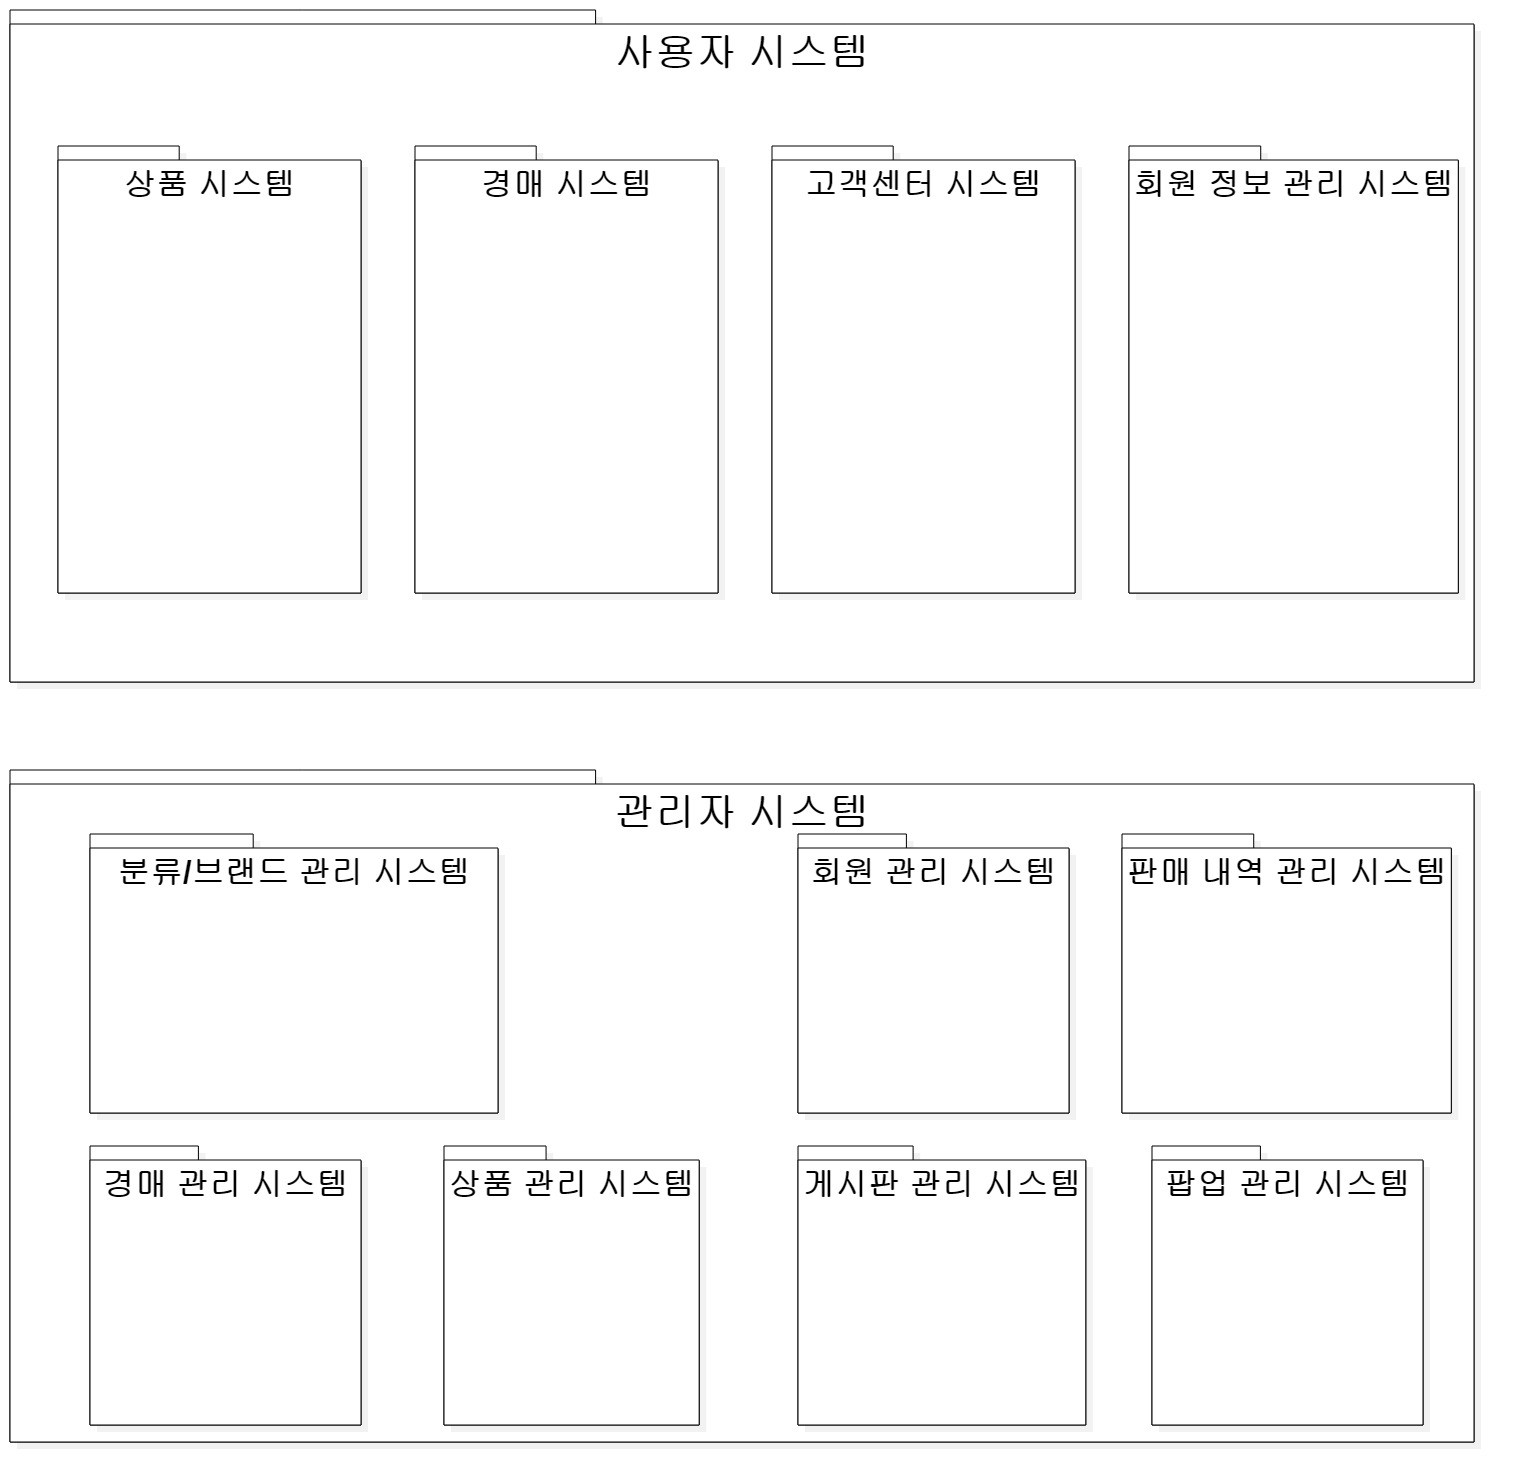 사용자 시스템
상품 시스템
경매 시스템
고객센터 시스템
회원 정보 관리 시스템
관리자 시스템
분류/브랜드 관리 시스템
회원 관리 시스템
판매 내역 관리 시스템
경매 관리 시스템
상품 관리 시스템
게시판 관리 시스템
팝업 관리 시스템